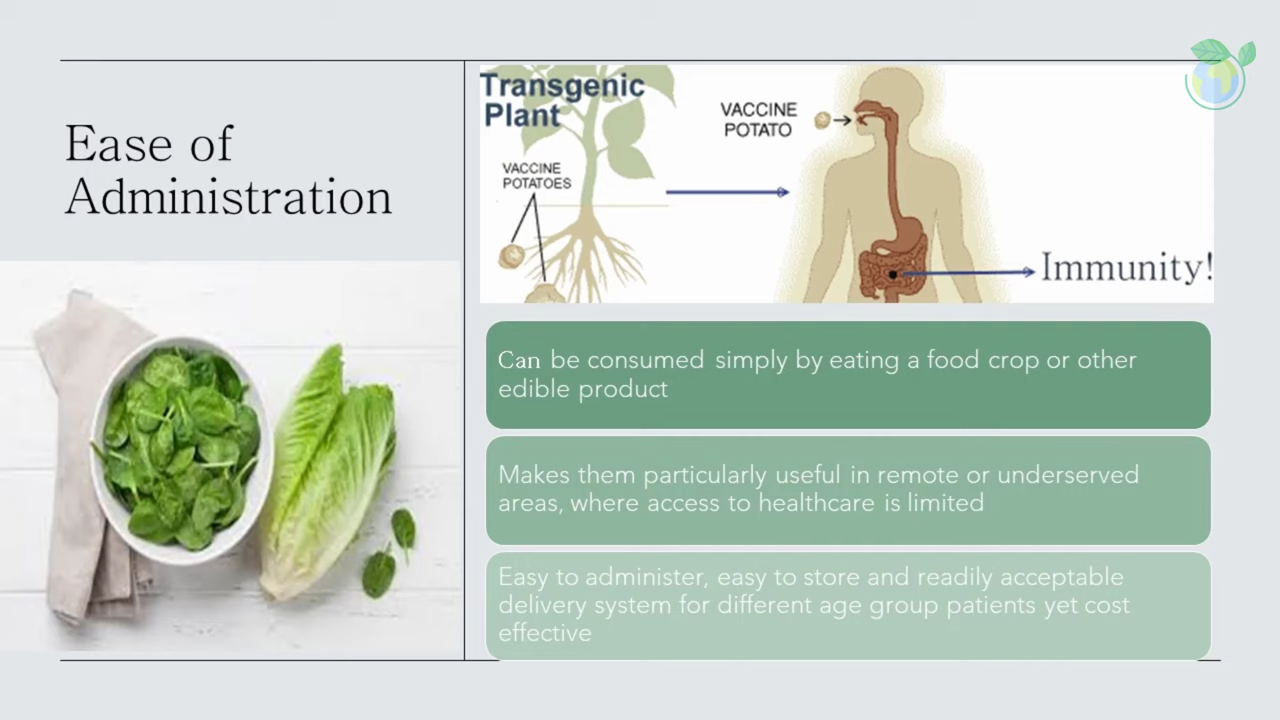 Ease of
Administration
Transgenic
Plant
VACCINE
POTATOES
VACCINE
POTATO
Immunity!
Can be consumed simply by eating a food crop or other
edible product
Makes them particularly useful in remote or underserved
areas, where access to healthcare is limited
Easy to administer, easy to store and readily acceptable
delivery system for different age group patients yet cost
effective